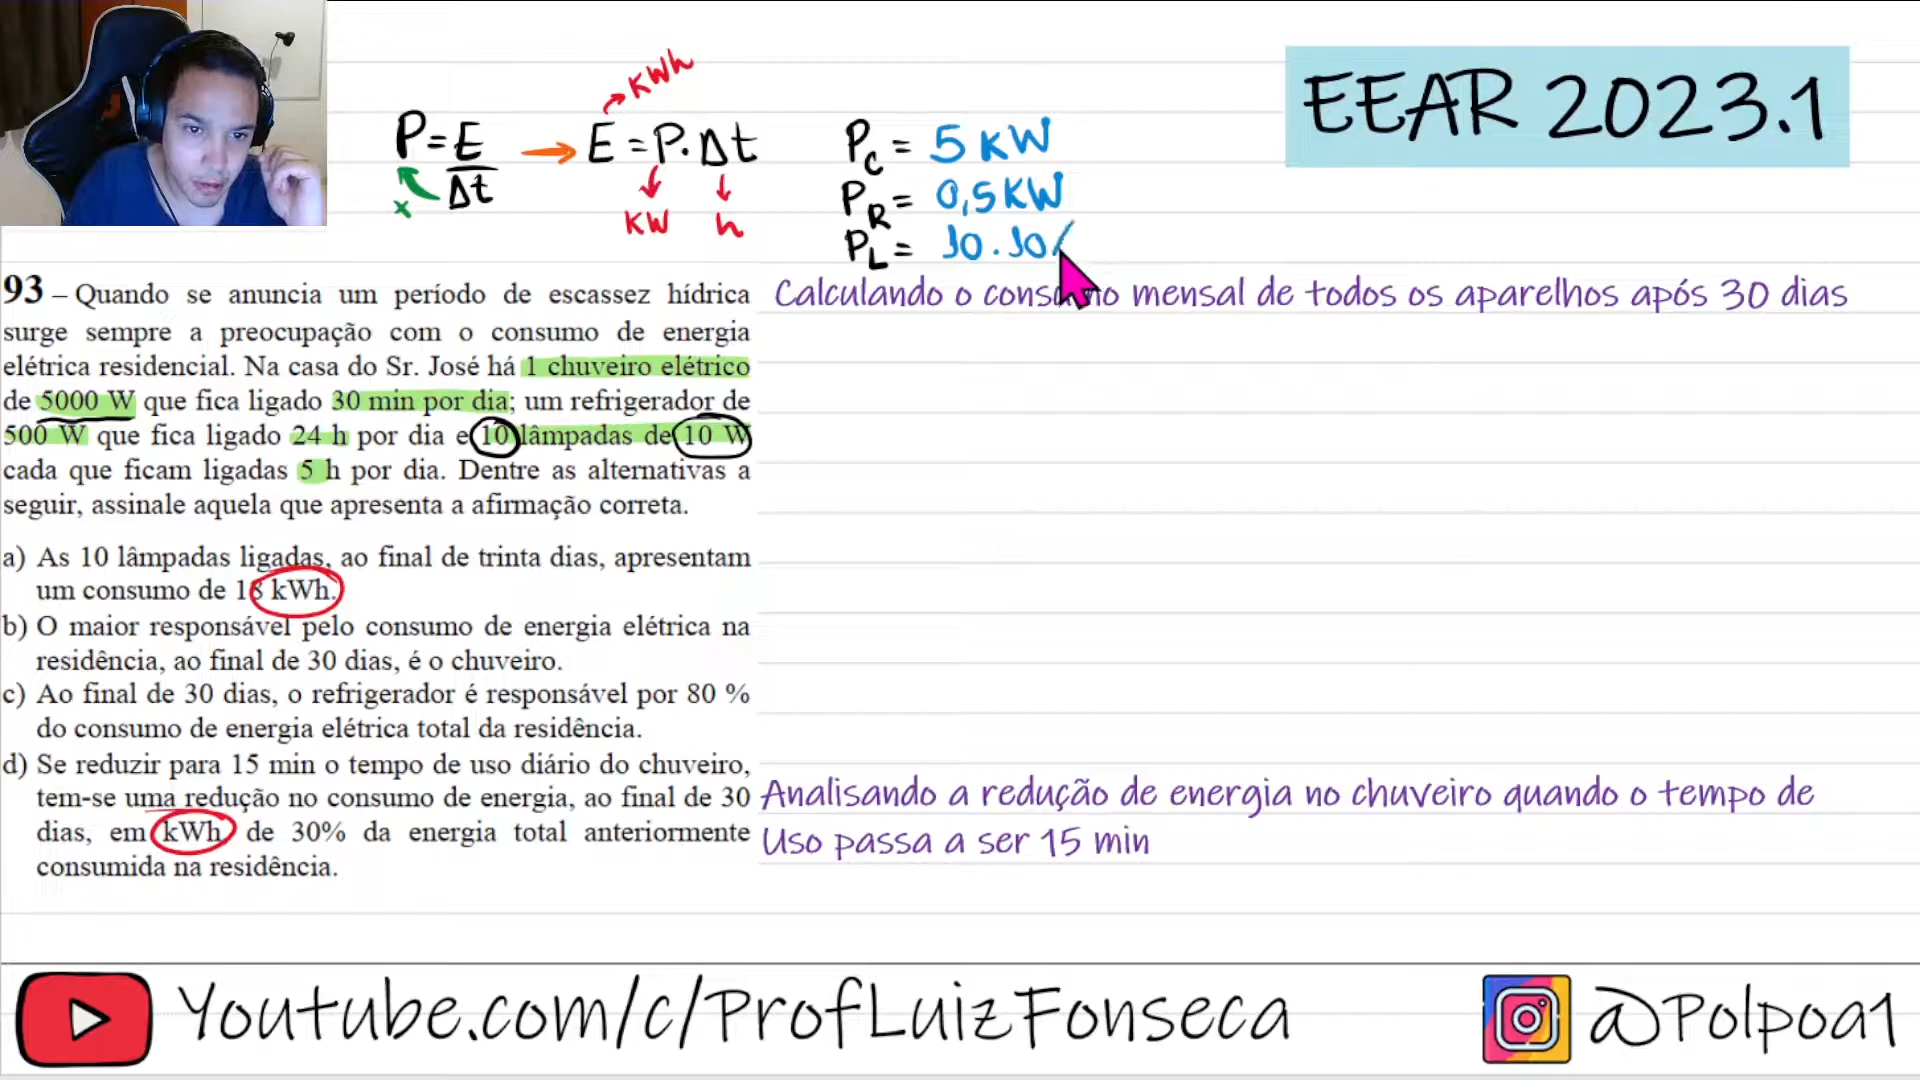 EEAR 2023.1
KWh
P = E/Δt → E = P. Δt
x
KW h
P_C = 5 KW
P_R = 0,5 KW
P_L = 10.10/
93 – Quando se anuncia um período de escassez hídrica
surge sempre a preocupação com o consumo de energia
elétrica residencial. Na casa do Sr. José há 1 chuveiro elétrico
de 5000 W que fica ligado 30 min por dia; um refrigerador de
500 W que fica ligado 24 h por dia e 10 lâmpadas de 10 W
cada que ficam ligadas 5 h por dia. Dentre as alternativas a
seguir, assinale aquela que apresenta a afirmação correta.
a) As 10 lâmpadas ligadas, ao final de trinta dias, apresentam
um consumo de 18 kWh.
b) O maior responsável pelo consumo de energia elétrica na
residência, ao final de 30 dias, é o chuveiro.
c) Ao final de 30 dias, o refrigerador é responsável por 80 %
do consumo de energia elétrica total da residência.
d) Se reduzir para 15 min o tempo de uso diário do chuveiro,
tem-se uma redução no consumo de energia, ao final de 30
dias, em kWh, de 30% da energia total anteriormente
consumida na residência.
Calculando o consumo mensal de todos os aparelhos após 30 dias
Analisando a redução de energia no chuveiro quando o tempo de
Uso passa a ser 15 min
Youtube.com/c/ProfLuizFonseca
@Polpoa1